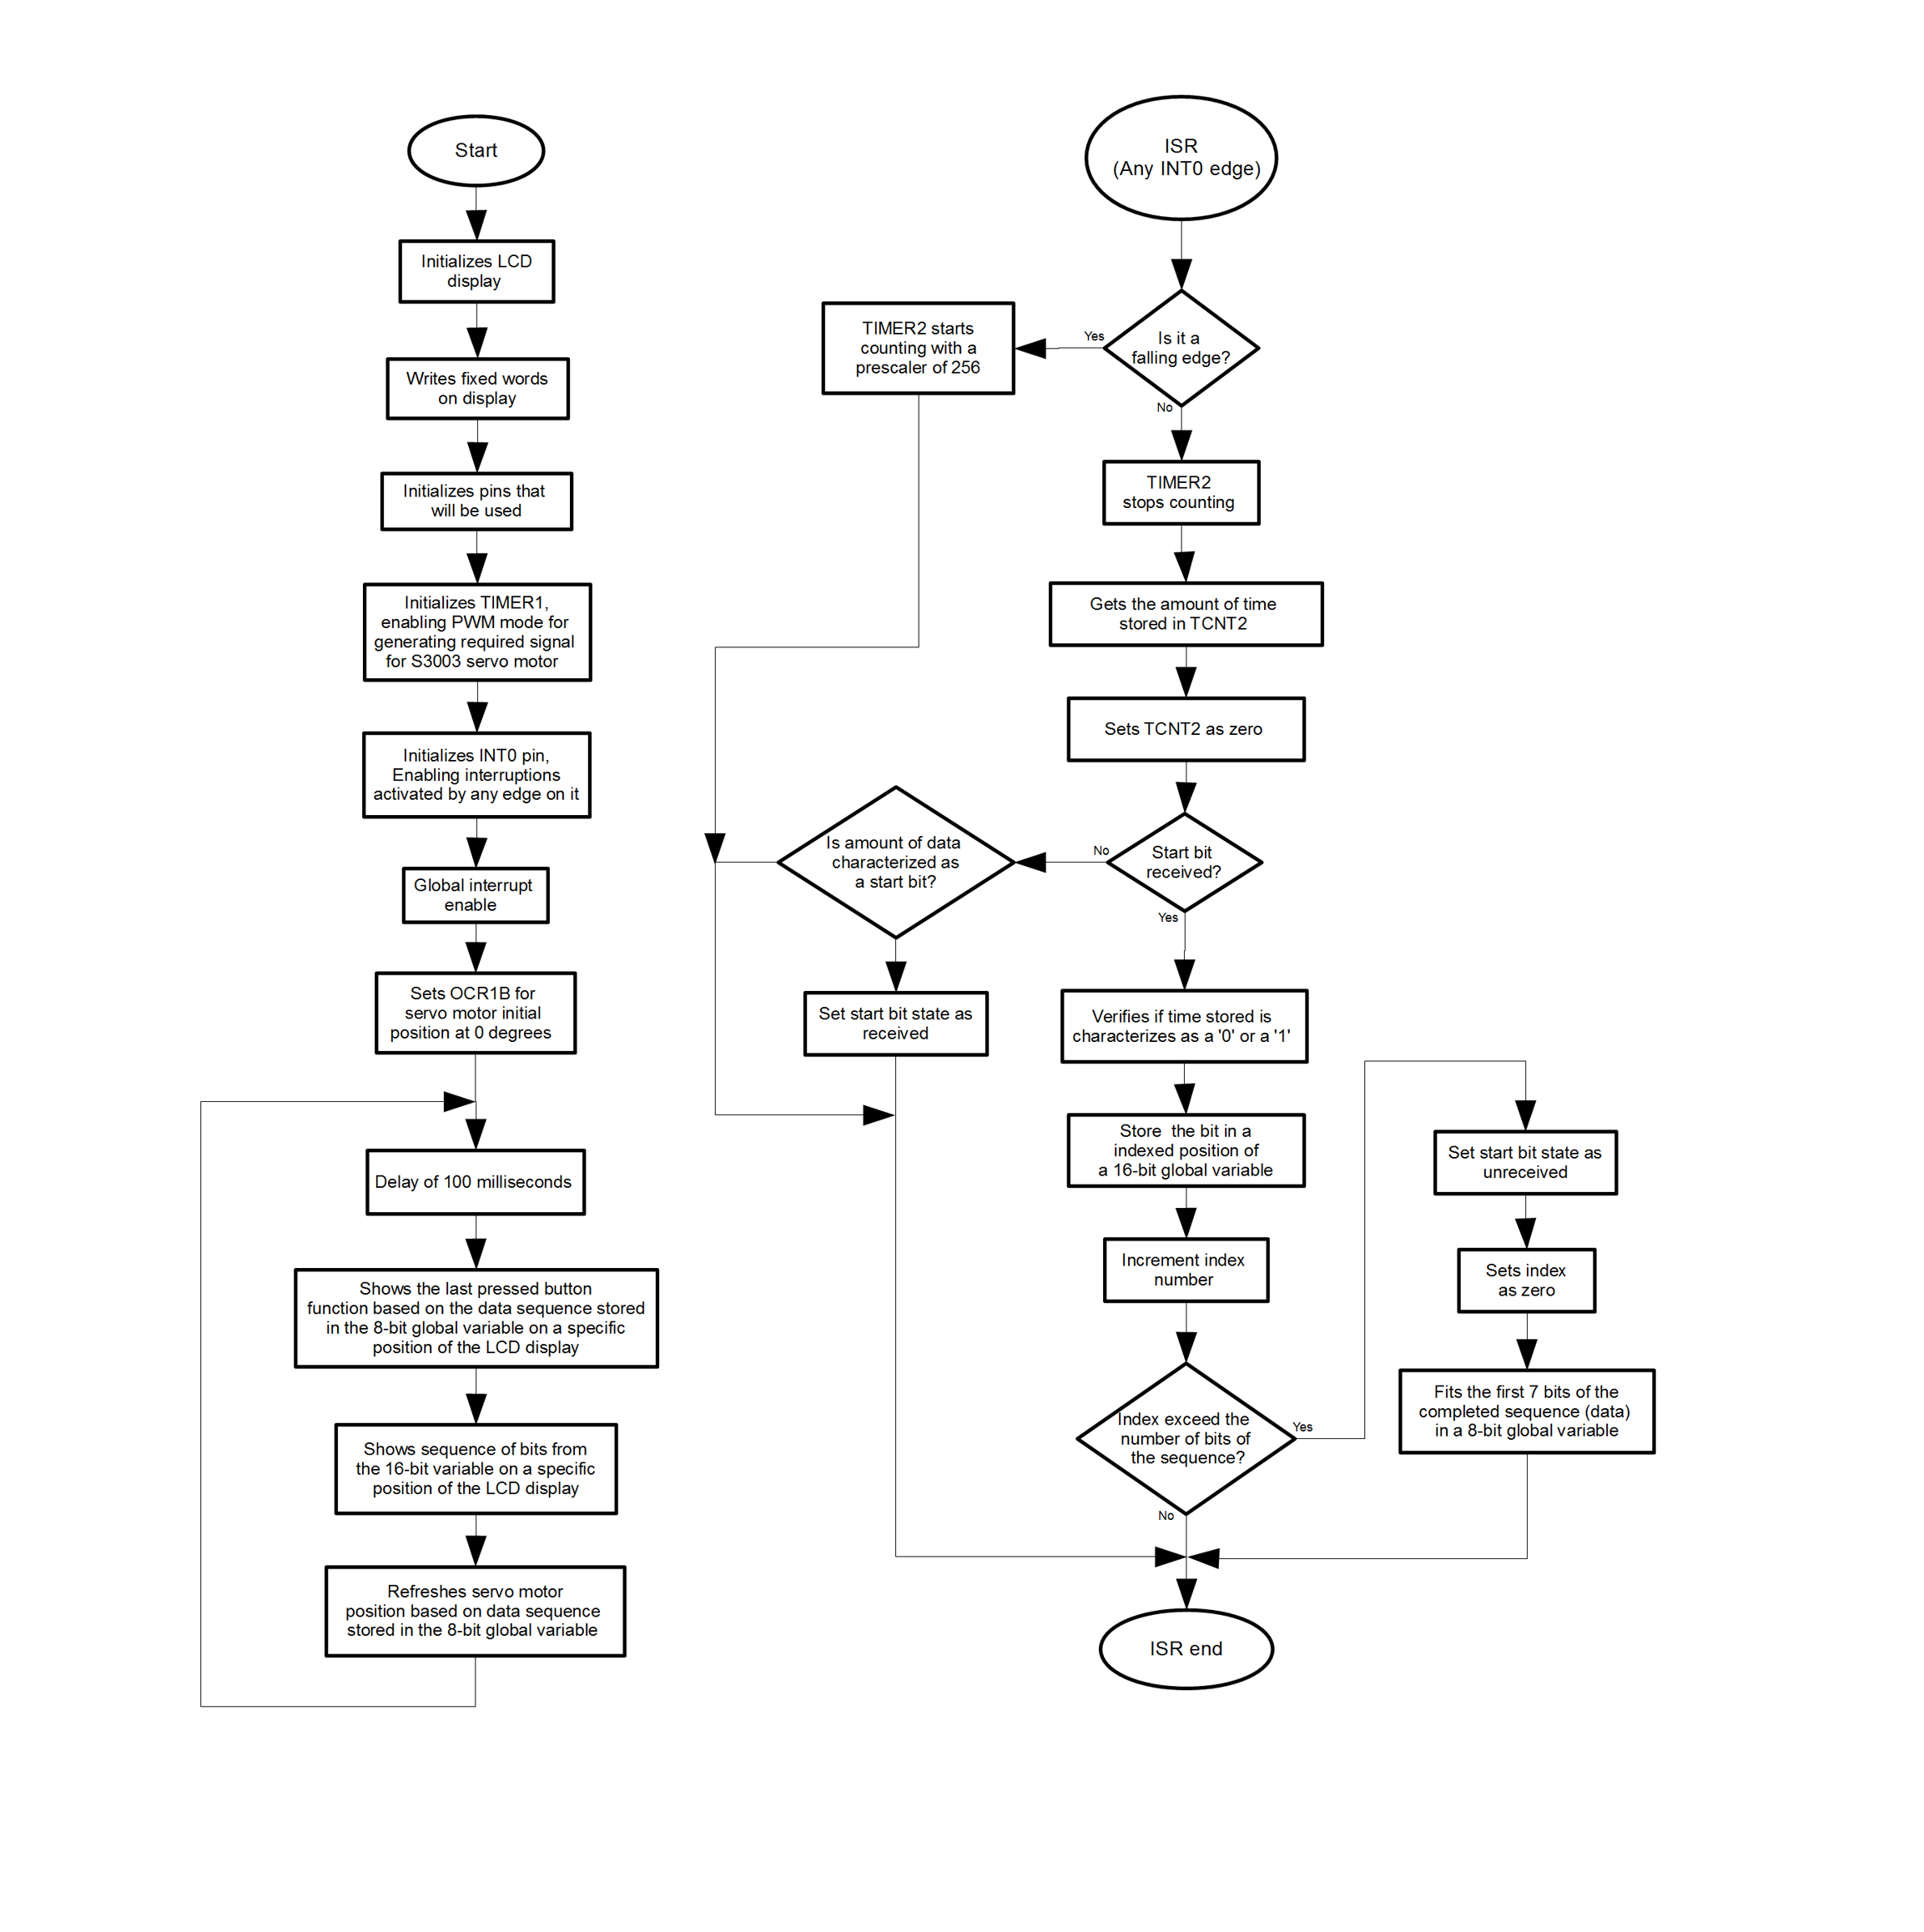 Start
Initializes LCD
display
Writes fixed words
on display
Initializes pins that
will be used
Initializes TIMER1,
enabling PWM mode for
generating required signal
for S3003 servo motor
Initializes INT0 pin,
Enabling interruptions
activated by any edge on it
Global interrupt
enable
Sets OCR1B for
servo motor initial
position at 0 degrees
Delay of 100 milliseconds
Shows the last pressed button
function based on the data sequence stored
in the 8-bit global variable on a specific
position of the LCD display
Shows sequence of bits from
the 16-bit variable on a specific
position of the LCD display
Refreshes servo motor
position based on data sequence
stored in the 8-bit global variable
ISR
(Any INT0 edge)
Is it a
falling edge?
Yes
TIMER2 starts
counting with a
prescaler of 256
No
TIMER2
stops counting
Gets the amount of time
stored in TCNT2
Sets TCNT2 as zero
Start bit
received?
No
Is amount of data
characterized as
a start bit?
Set start bit state as
received
Yes
Verifies if time stored is
characterizes as a '0' or a '1'
Store  the bit in a
indexed position of
a 16-bit global variable
Increment index
number
Index exceed the
number of bits of
the sequence?
Yes
Set start bit state as
unreceived
Sets index
as zero
Fits the first 7 bits of the
completed sequence (data)
in a 8-bit global variable
No
ISR end